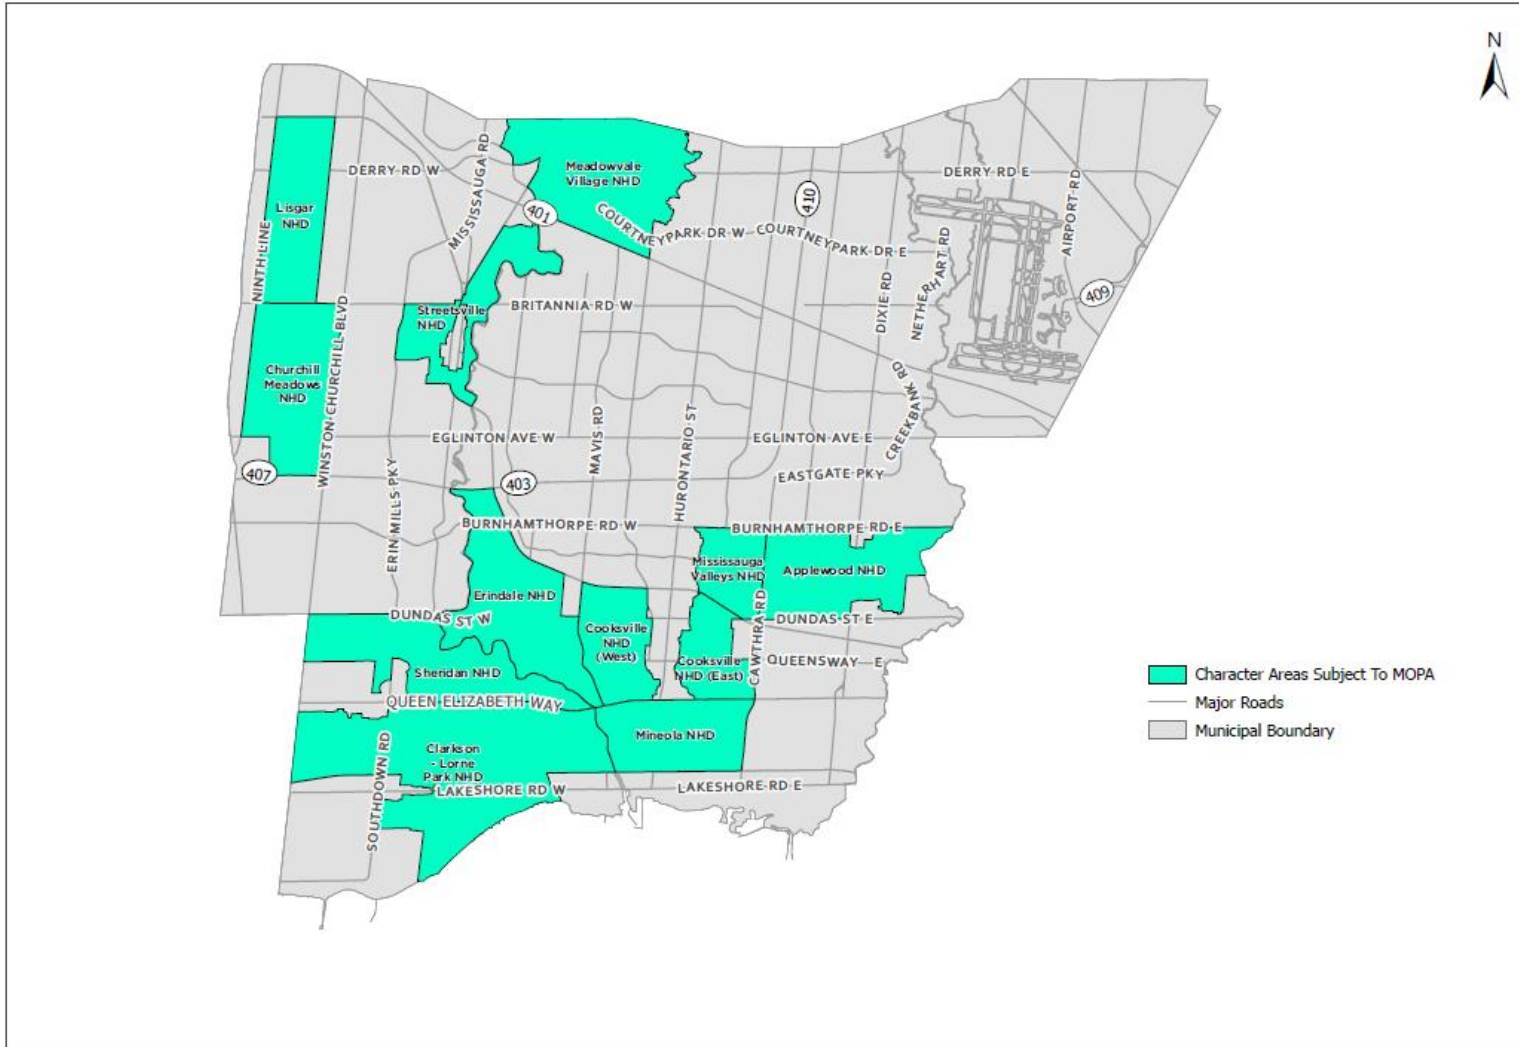 N
DERRY RD W
MISSISSAUGA RD
Meadowvale
Village NHD
401
410
DERRY RD E
AIRPORT RD
Lisgar
NHD
NINTH LINE
COURTNEYPARK DR W
COURTNEYPARK DR E
DIXIE RD
NETHERHART RD
409
WINSTON CHURCHILL BLVD
Streetsville
NHD
BRITANNIA RD W
Churchill
Meadows
NHD
CREEKBANK RD
MAVIS RD
HURONTARIO ST
EGLINTON AVE W
EGLINTON AVE E
407
403
EASTGATE PKY
ERIN MILLS PKY
BURNHAMTHORPE RD W
BURNHAMTHORPE RD E
Mississauga
Valleys NHD
Applewood NHD
Erindale NHD
DUNDAS ST W
CAWTHRA RD
DUNDAS ST E
Cooksville
NHD
(West)
Cooksville
NHD (East)
QUEENSWAY E
Sheridan NHD
QUEEN ELIZABETH WAY
Mineola NHD
SOUTHDOWN RD
Clarkson
- Lorne
Park NHD
LAKESHORE RD W
LAKESHORE RD E
Character Areas Subject To MOPA
Major Roads
Municipal Boundary